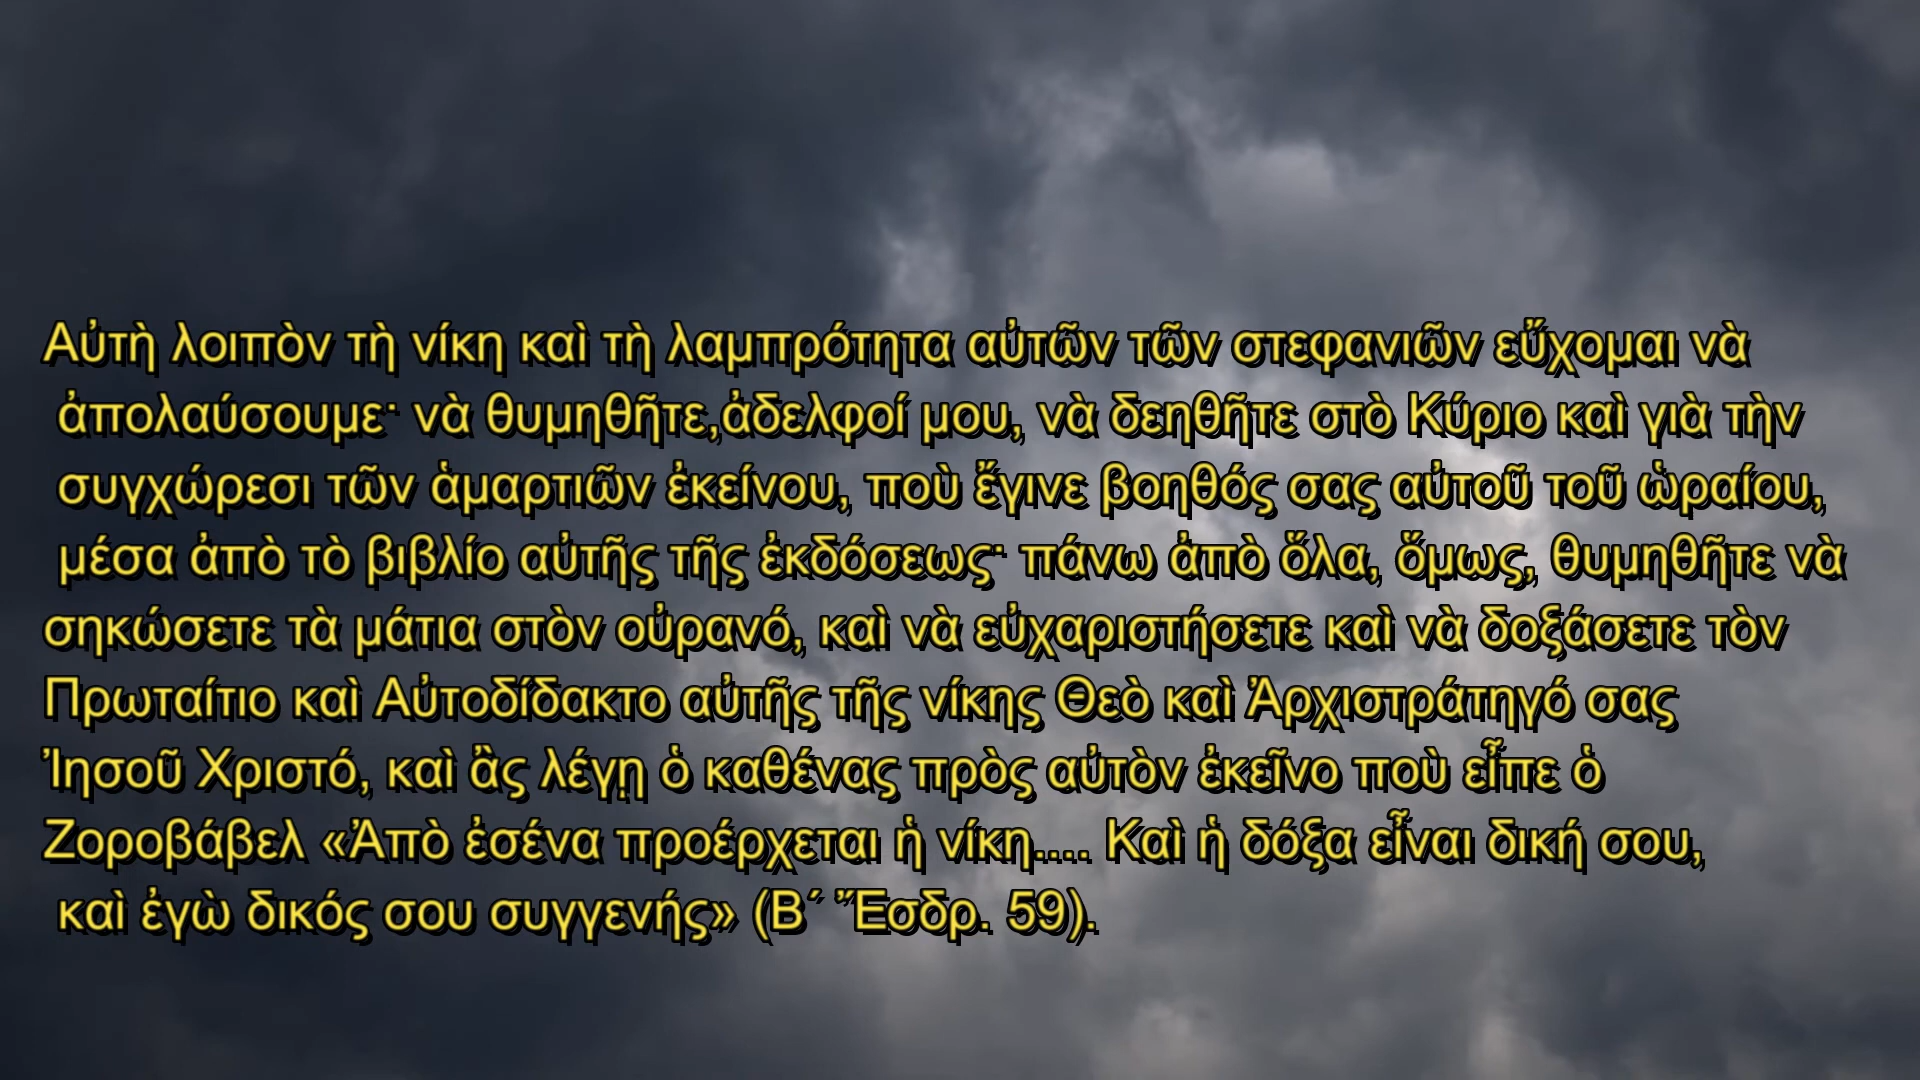 Αὐτὴ λοιπὸν τὴ νίκη καὶ τὴ λαμπρότητα αὐτῶν τῶν στεφανιῶν εὔχομαι νὰ
ἀπολαύσουμε· νὰ θυμηθῆτε,ἀδελφοί μου, νὰ δεηθῆτε στὸ Κύριο καὶ γιὰ τὴν
συγχώρεσι τῶν ἁμαρτιῶν ἐκείνου, ποὺ ἔγινε βοηθός σας αὐτοῦ τοῦ ὡραίου,
μέσα ἀπὸ τὸ βιβλίο αὐτῆς τῆς ἐκδόσεως· πάνω ἀπὸ ὅλα, ὅμως, θυμηθῆτε νὰ
σηκώσετε τὰ μάτια στὸν οὐρανό, καὶ νὰ εὐχαριστήσετε καὶ νὰ δοξάσετε τὸν
Πρωταίτιο καὶ Αὐτοδίδακτο αὐτῆς τῆς νίκης Θεὸ καὶ Ἀρχιστράτηγό σας
Ἰησοῦ Χριστό, καὶ ἂς λέγῃ ὁ καθένας πρὸς αὐτὸν ἐκεῖνο ποὺ εἶπε ὁ
Ζοροβάβελ «Ἀπὸ ἐσένα προέρχεται ἡ νίκη.... Καὶ ἡ δόξα εἶναι δική σου,
καὶ ἐγὼ δικός σου συγγενής» (Β΄ Ἔσδρ. 59).